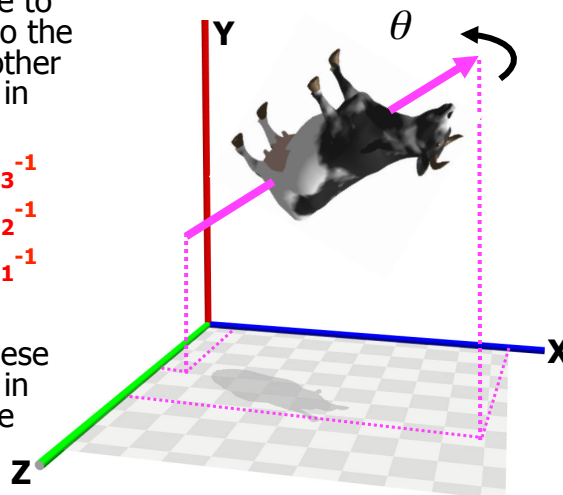 e to
o the
other
in
3-1
2-1
1-1
ese
in
e
Y
θ
X
Z